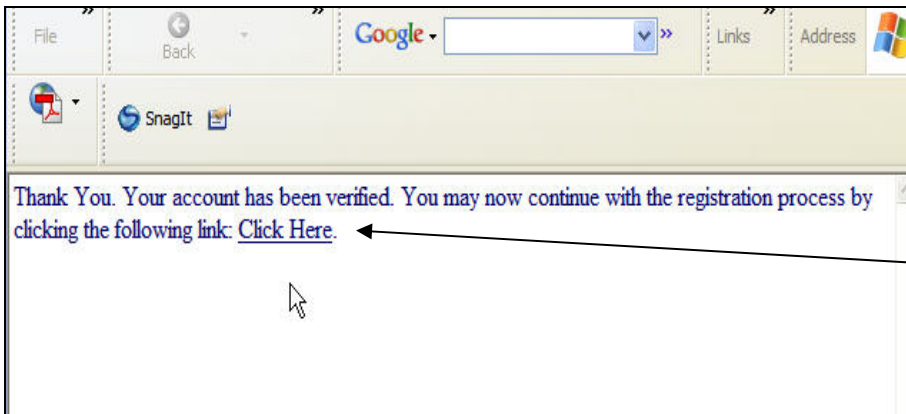 File » Back » Google » Links » Address
SnagIt
Thank You. Your account has been verified. You may now continue with the registration process by
clicking the following link: Click Here.